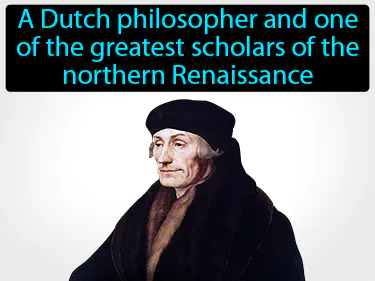 A Dutch philosopher and one
of the greatest scholars of the
northern Renaissance